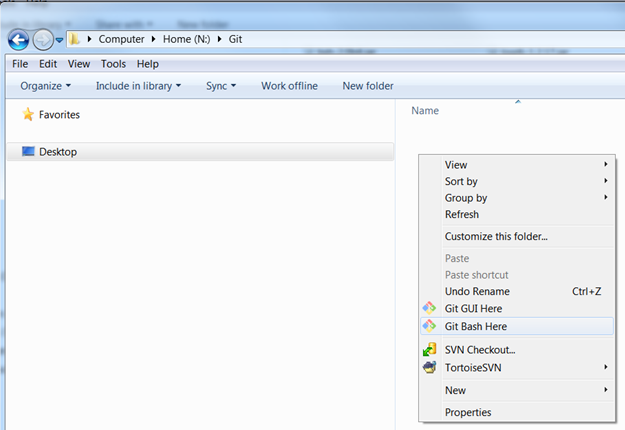 Computer ▸ Home (N:) ▸ Git
File Edit View Tools Help
Organize Include in library Sync Work offline New folder
Favorites
Desktop
Name
View
Sort by
Group by
Refresh
Customize this folder...
Paste
Paste shortcut
Undo Rename Ctrl+Z
Git GUI Here
Git Bash Here
SVN Checkout...
TortoiseSVN
New
Properties